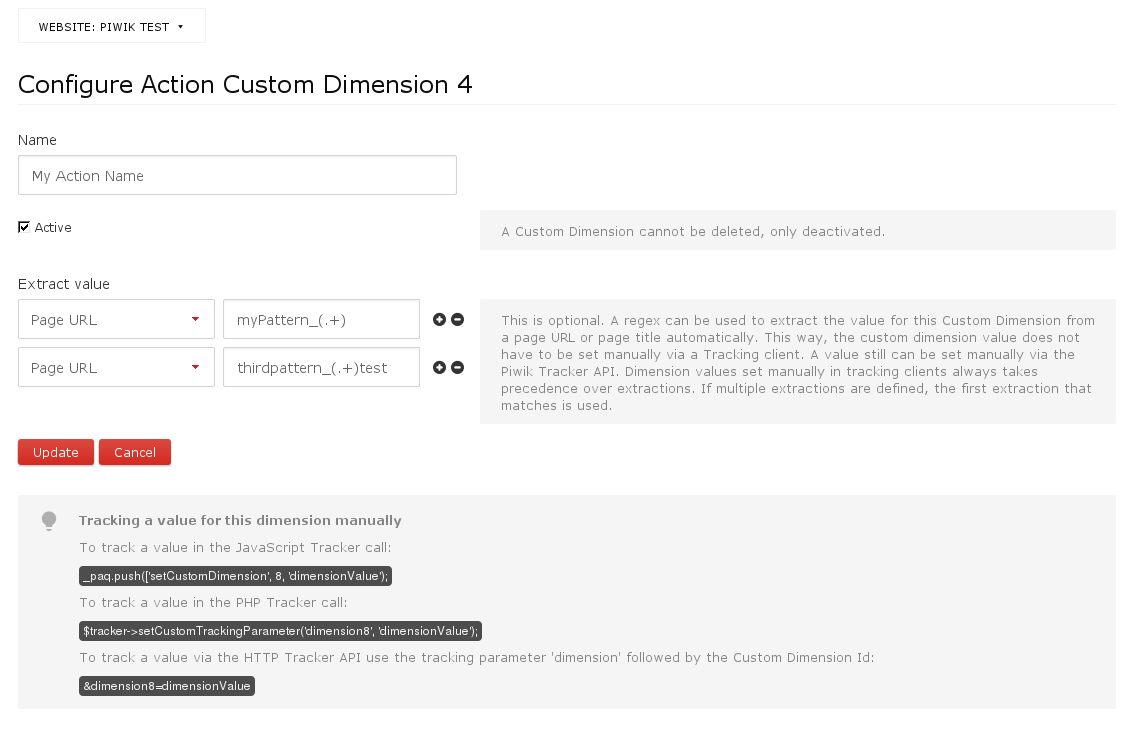 WEBSITE: PIWIK TEST
Configure Action Custom Dimension 4
Name
My Action Name
Active
A Custom Dimension cannot be deleted, only deactivated.
Extract value
Page URL myPattern_(.+)
Page URL thirdpattern_(.+)test
This is optional. A regex can be used to extract the value for this Custom Dimension from
a page URL or page title automatically. This way, the custom dimension value does not
have to be set manually via a Tracking client. A value still can be set manually via the
Piwik Tracker API. Dimension values set manually in tracking clients always takes
precedence over extractions. If multiple extractions are defined, the first extraction that
matches is used.
Update Cancel
Tracking a value for this dimension manually
To track a value in the JavaScript Tracker call:
_paq.push(['setCustomDimension', 8, 'dimensionValue');
To track a value in the PHP Tracker call:
$tracker->setCustomTrackingParameter('dimension8', 'dimensionValue');
To track a value via the HTTP Tracker API use the tracking parameter 'dimension' followed by the Custom Dimension Id:
&dimension8=dimensionValue